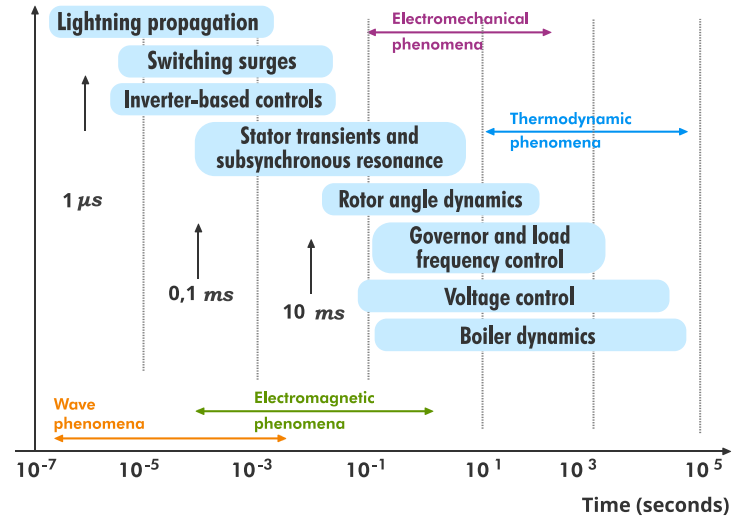 Lightning propagation
Electromechanical
phenomena
Switching surges
Inverter-based controls
Thermodynamic
phenomena
Stator transients and
subsynchronous resonance
1 μs
Rotor angle dynamics
Governor and load
frequency control
0,1 ms
10 ms
Voltage control
Boiler dynamics
Wave
phenomena
Electromagnetic
phenomena
10^-7 10^-5 10^-3 10^-1 10^1 10^3 10^5
Time (seconds)